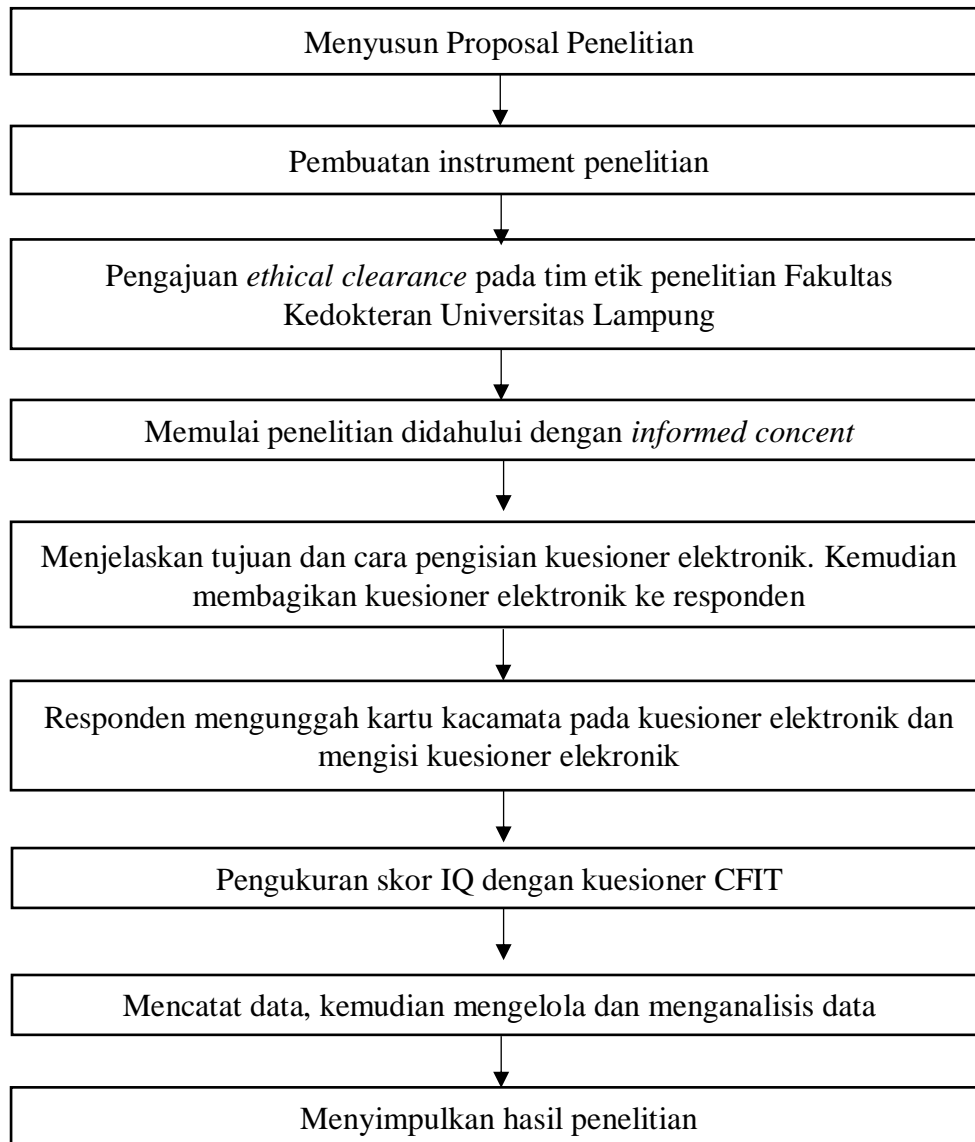 Menyusun Proposal Penelitian
Pembuatan instrument penelitian
Pengajuan ethical clearance pada tim etik penelitian Fakultas
Kedokteran Universitas Lampung
Memulai penelitian didahului dengan informed concent
Menjelaskan tujuan dan cara pengisian kuesioner elektronik. Kemudian
membagikan kuesioner elektronik ke responden
Responden mengunggah kartu kacamata pada kuesioner elektronik dan
mengisi kuesioner elekronik
Pengukuran skor IQ dengan kuesioner CFIT
Mencatat data, kemudian mengelola dan menganalisis data
Menyimpulkan hasil penelitian